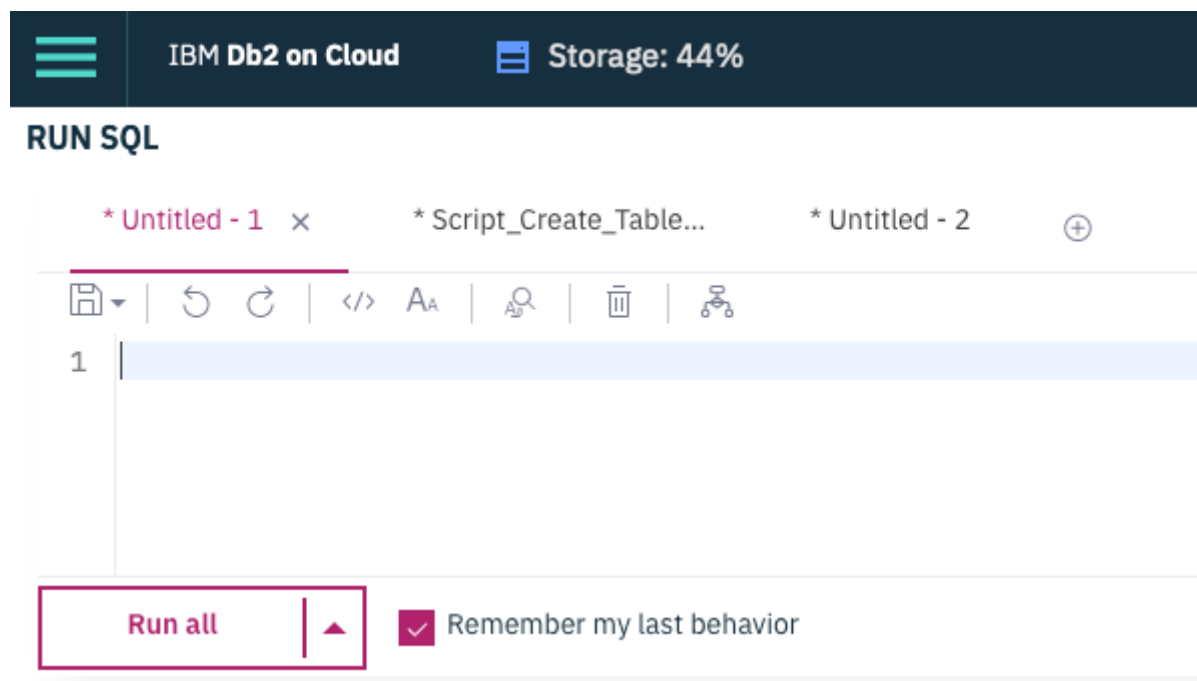 IBM Db2 on Cloud Storage: 44%
RUN SQL
* Untitled - 1 × * Script_Create_Table... * Untitled - 2
</> AA
1
Run all Remember my last behavior